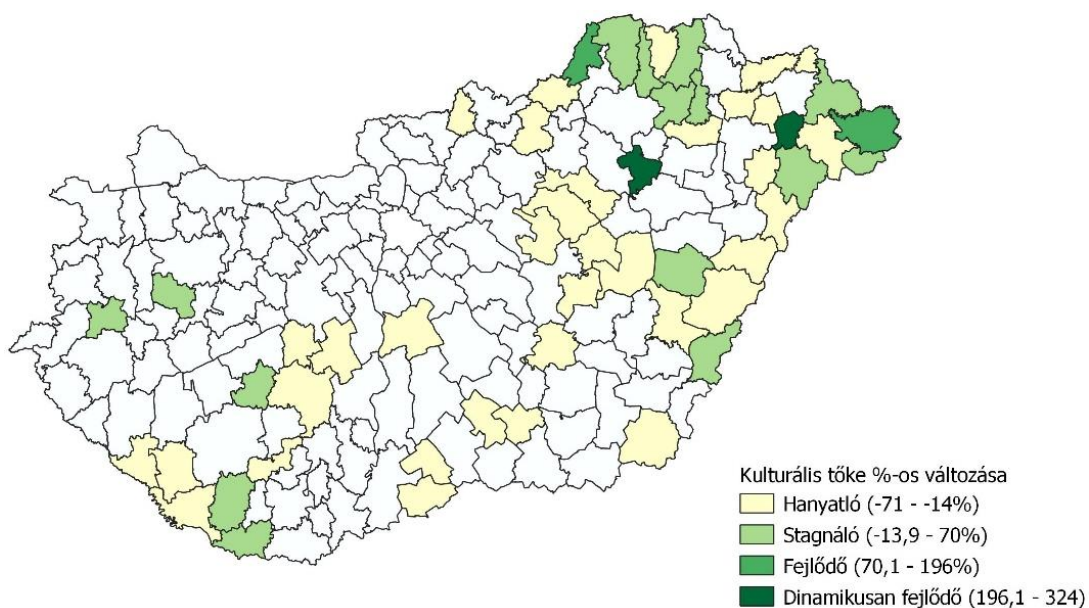 Kulturális tőke %-os változása
Hanyatló (-71 - -14%)
Stagnáló (-13,9 - 70%)
Fejlődő (70,1 - 196%)
Dinamikusan fejlődő (196,1 - 324)